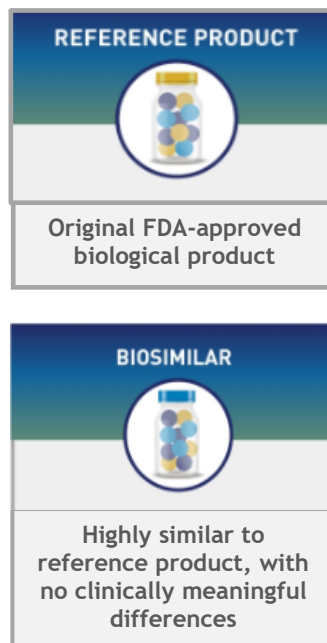 REFERENCE PRODUCT
Original FDA-approved
biological product
BIOSIMILAR
Highly similar to
reference product, with
no clinically meaningful
differences